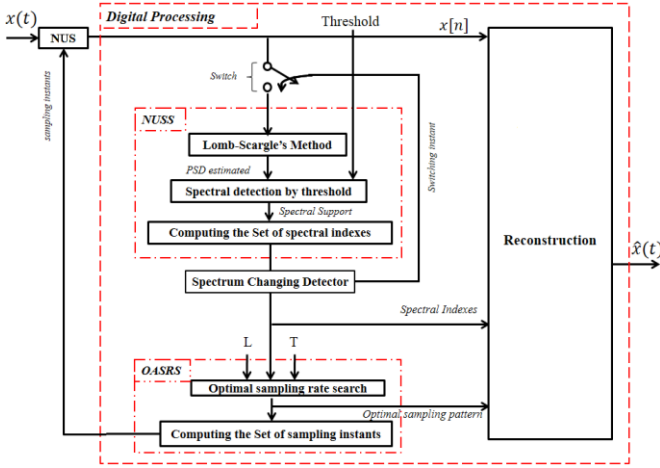 x(t)
Digital Processing
Threshold
NUS
x[n]
Switch
sampling instants
Switching instant
NUSS
Lomb-Scargle's Method
PSD estimated
Spectral detection by threshold
Spectral Support
Computing the Set of spectral indexes
Reconstruction
x̂(t)
Spectrum Changing Detector
Spectral Indexes
L
T
OASRS
Optimal sampling rate search
Optimal sampling pattern
Computing the Set of sampling instants